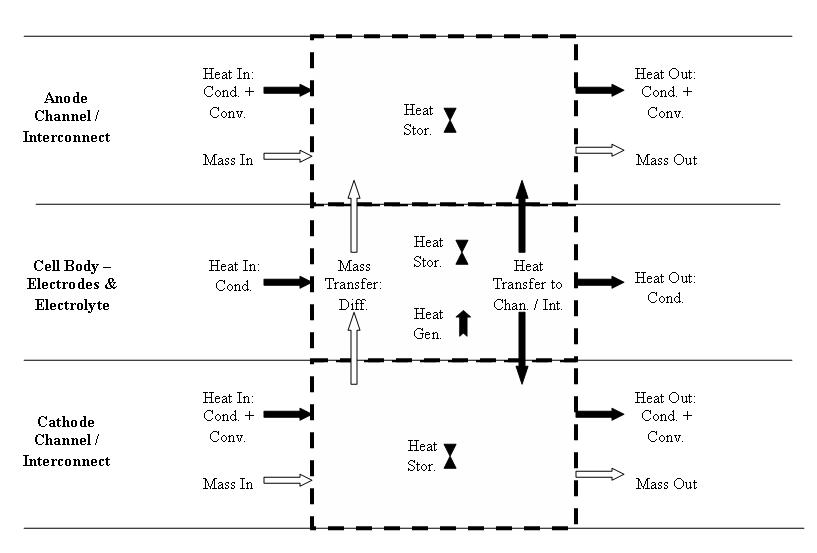 Anode
Channel /
Interconnect
Heat In:
Cond. +
Conv.
Mass In
Heat
Stor.
Heat Out:
Cond. +
Conv.
Mass Out
Cell Body –
Electrodes &
Electrolyte
Heat In:
Cond.
Mass
Transfer:
Diff.
Heat
Stor.
Heat
Gen.
Heat
Transfer to
Chan. / Int.
Heat Out:
Cond.
Cathode
Channel /
Interconnect
Heat In:
Cond. +
Conv.
Mass In
Heat
Stor.
Heat Out:
Cond. +
Conv.
Mass Out